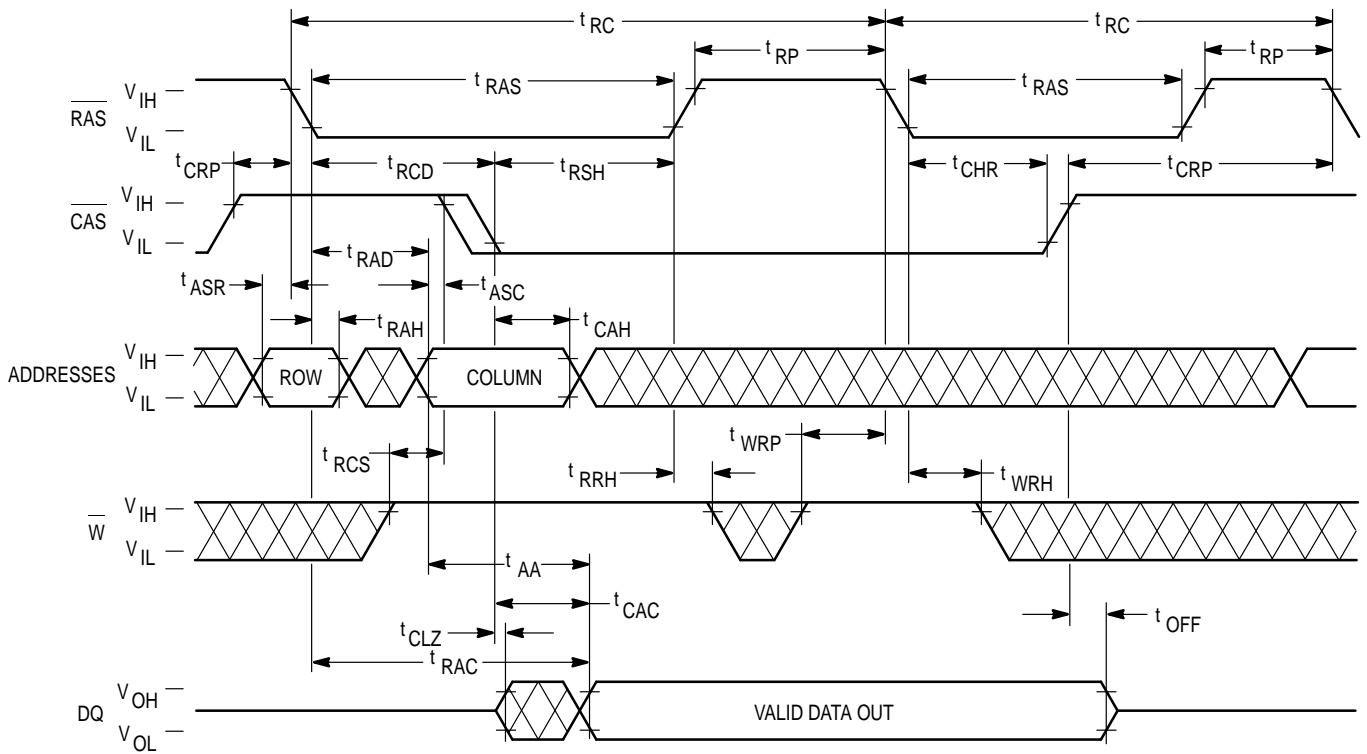 t RC t RC
t RP t RP
t RAS t RAS
RAS V IH
V IL
t CRP t RCD t RSH t CHR t CRP
CAS V IH
V IL
t RAD
t ASR t ASC
t RAH t CAH
ADDRESSES V IH
V IL
ROW COLUMN
t WRP
t RCS t RRH t WRH
W V IH
V IL
t AA
t CAC
t CLZ t OFF
t RAC
DQ V OH
V OL
VALID DATA OUT